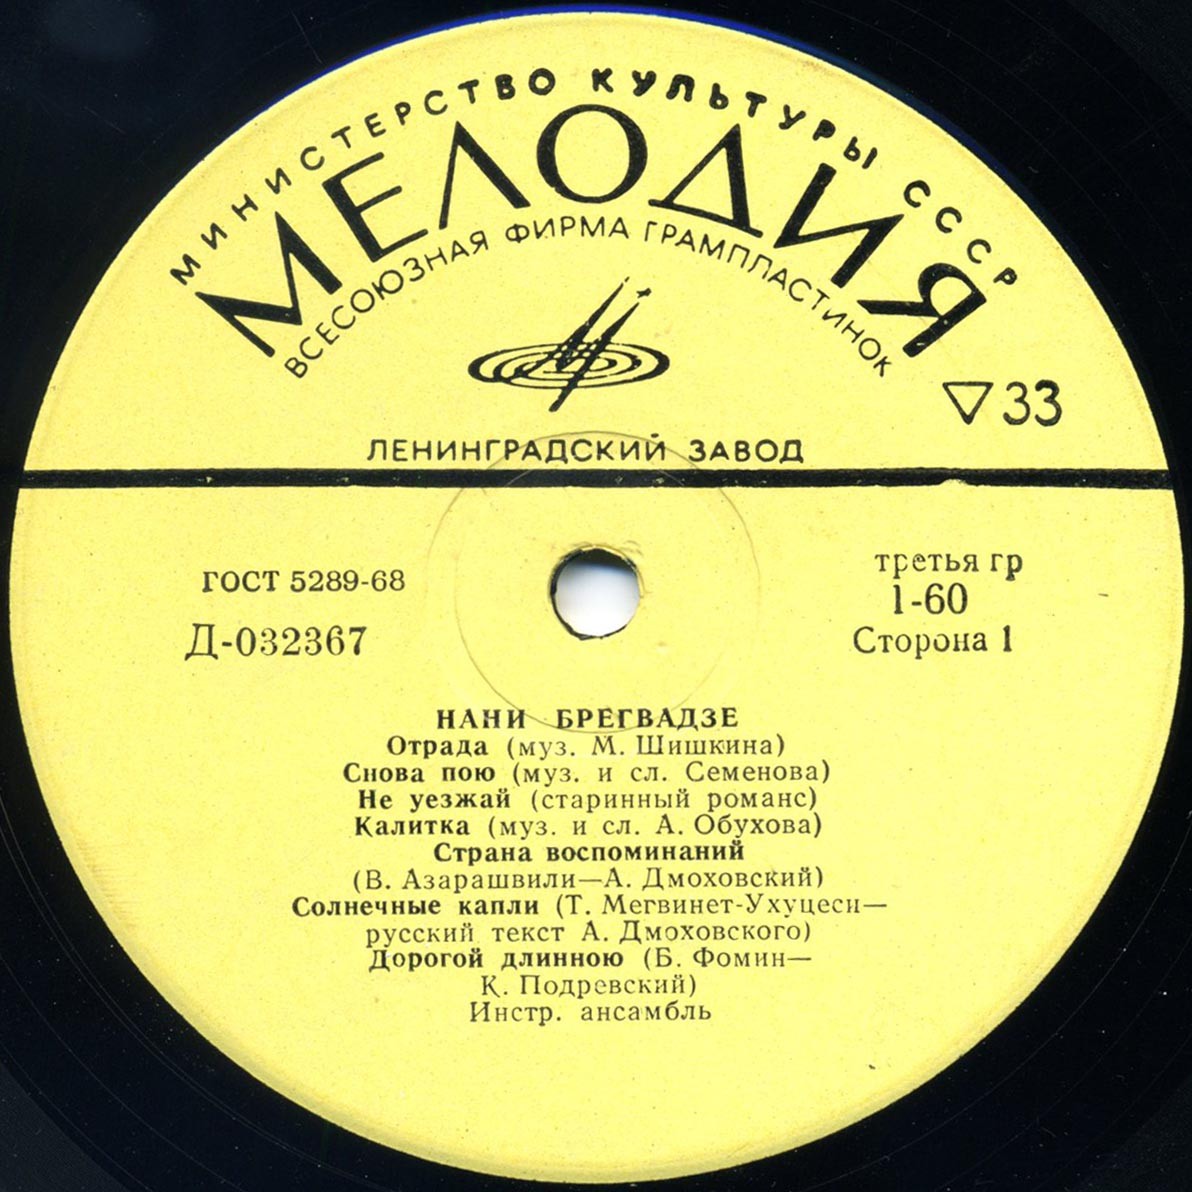 МИНИСТЕРСТВО КУЛЬТУРЫ СССР
МЕЛОДИЯ
ВСЕСОЮЗНАЯ ФИРМА ГРАМПЛАСТИНОК
▽33
ЛЕНИНГРАДСКИЙ ЗАВОД
ГОСТ 5289-68
Д-032367
третья гр
1-60
Сторона 1
НАНИ БРЕГВАДЗЕ
Отрада (муз. М. Шишкина)
Снова пою (муз. и сл. Семенова)
Не уезжай (старинный романс)
Калитка (муз. и сл. А. Обухова)
Страна воспоминаний
(В. Азарашвили—А. Дмоховский)
Солнечные капли (Т. Мегвинет-Ухуцеси—
русский текст А. Дмоховского)
Дорогой длинною (Б. Фомин—
К. Подревский)
Инстр. ансамбль